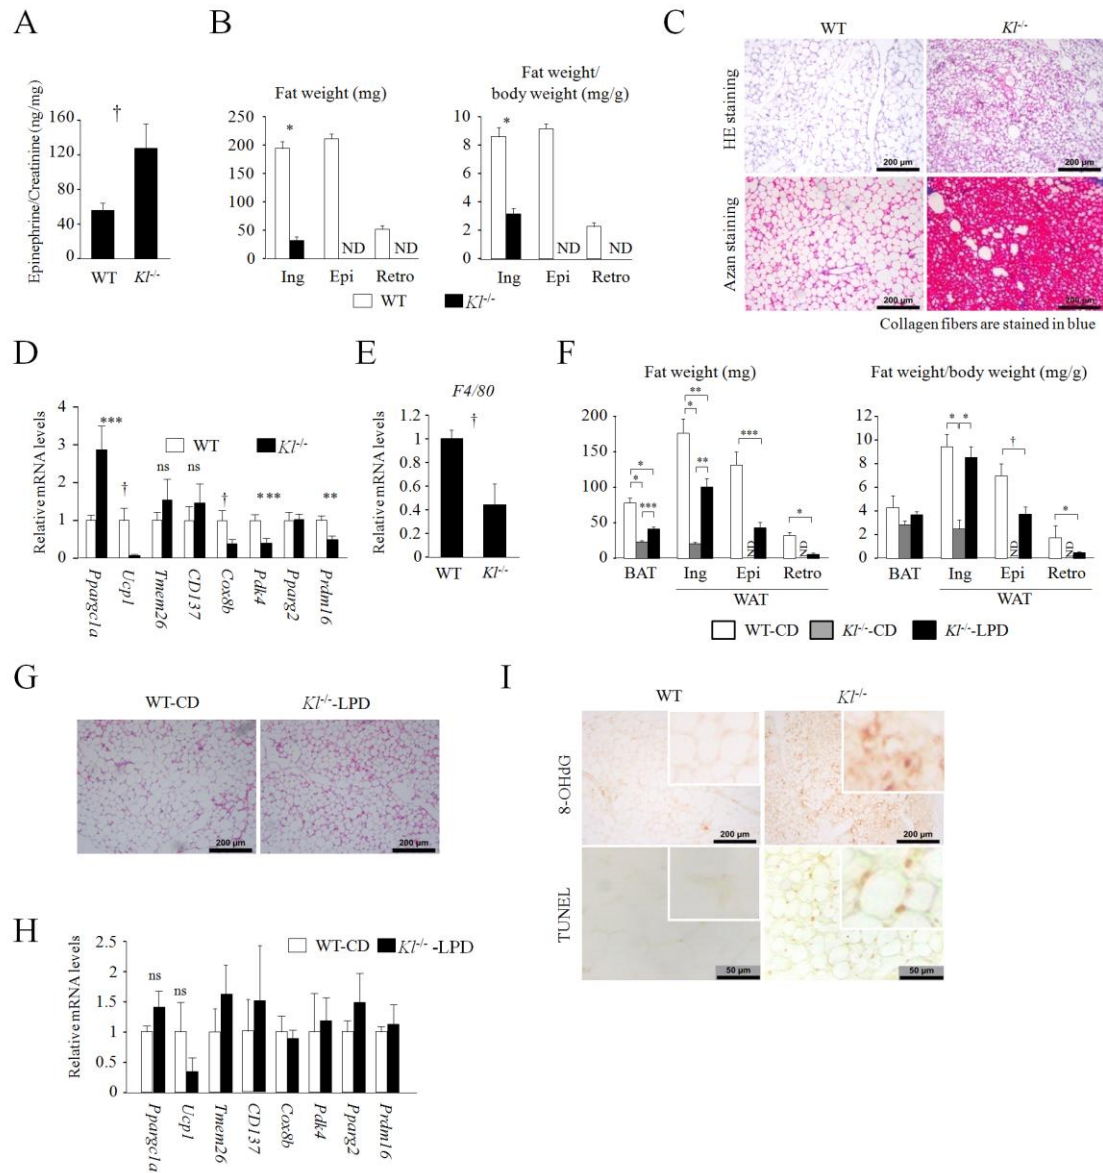 A
Epinephrine/Creatinine (ng/mg)
160
120
80
40
0
†
WT
Kl-/-
B
Fat weight (mg)
250
200
150
100
50
0
*
ND
ND
Ing
Epi
Retro
Fat weight/
body weight (mg/g)
10
8
6
4
2
0
*
ND
ND
Ing
Epi
Retro
WT
Kl-/-
C
WT
Kl-/-
HE staining
200 µm
200 µm
Azan staining
200 µm
200 µm
Collagen fibers are stained in blue
D
Relative mRNA levels
4
3
2
1
0
WT
Kl-/-
***
†
ns
ns
†
***
**
Ppargc1a
Ucp1
Tmem26
CD137
Cox8b
Pdk4
Pparg2
Prdm16
E
F4/80
Relative mRNA levels
1.2
1
0.8
0.6
0.4
0.2
0
†
WT
Kl-/-
F
Fat weight (mg)
200
150
100
50
0
*
*
***
**
*
**
***
ND
*
ND
BAT
Ing
Epi
Retro
WAT
Fat weight/body weight (mg/g)
12
10
8
6
4
2
0
*
*
†
ND
*
ND
BAT
Ing
Epi
Retro
WAT
WT-CD
Kl-/--CD
Kl-/--LPD
G
WT-CD
Kl-/--LPD
200 µm
200 µm
H
Relative mRNA levels
2.5
2
1.5
1
0.5
0
WT-CD
Kl-/- -LPD
ns
ns
Ppargc1a
Ucp1
Tmem26
CD137
Cox8b
Pdk4
Pparg2
Prdm16
I
WT
Kl-/-
8-OHdG
200 µm
200 µm
TUNEL
50 µm
50 µm